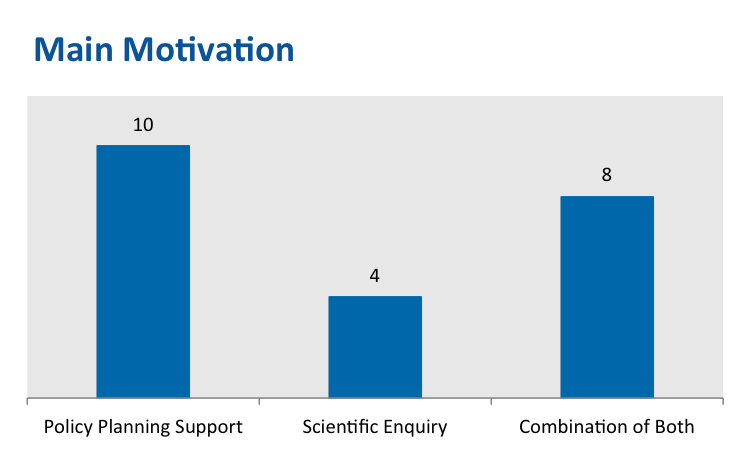 Main Motivation
10
4
8
Policy Planning Support
Scientific Enquiry
Combination of Both